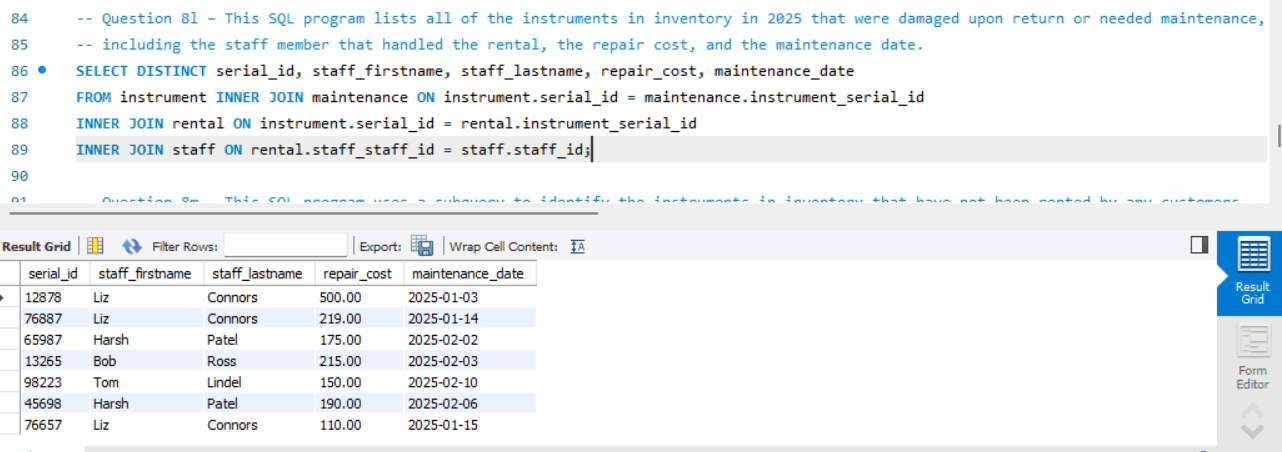 84 -- Question 8l – This SQL program lists all of the instruments in inventory in 2025 that were damaged upon return or needed maintenance,
85 -- including the staff member that handled the rental, the repair cost, and the maintenance date.
86 SELECT DISTINCT serial_id, staff_firstname, staff_lastname, repair_cost, maintenance_date
87 FROM instrument INNER JOIN maintenance ON instrument.serial_id = maintenance.instrument_serial_id
88 INNER JOIN rental ON instrument.serial_id = rental.instrument_serial_id
89 INNER JOIN staff ON rental.staff_staff_id = staff.staff_id;
90
91 -- Question 8m – This SQL program uses a subquery to identify the instruments in inventory that have not been rented by any customers
Result Grid Filter Rows: Export: Wrap Cell Content:
serial_id staff_firstname staff_lastname repair_cost maintenance_date
12878 Liz Connors 500.00 2025-01-03
76887 Liz Connors 219.00 2025-01-14
65987 Harsh Patel 175.00 2025-02-02
13265 Bob Ross 215.00 2025-02-03
98223 Tom Lindel 150.00 2025-02-10
45698 Harsh Patel 190.00 2025-02-06
76657 Liz Connors 110.00 2025-01-15
Result
Grid
Form
Editor